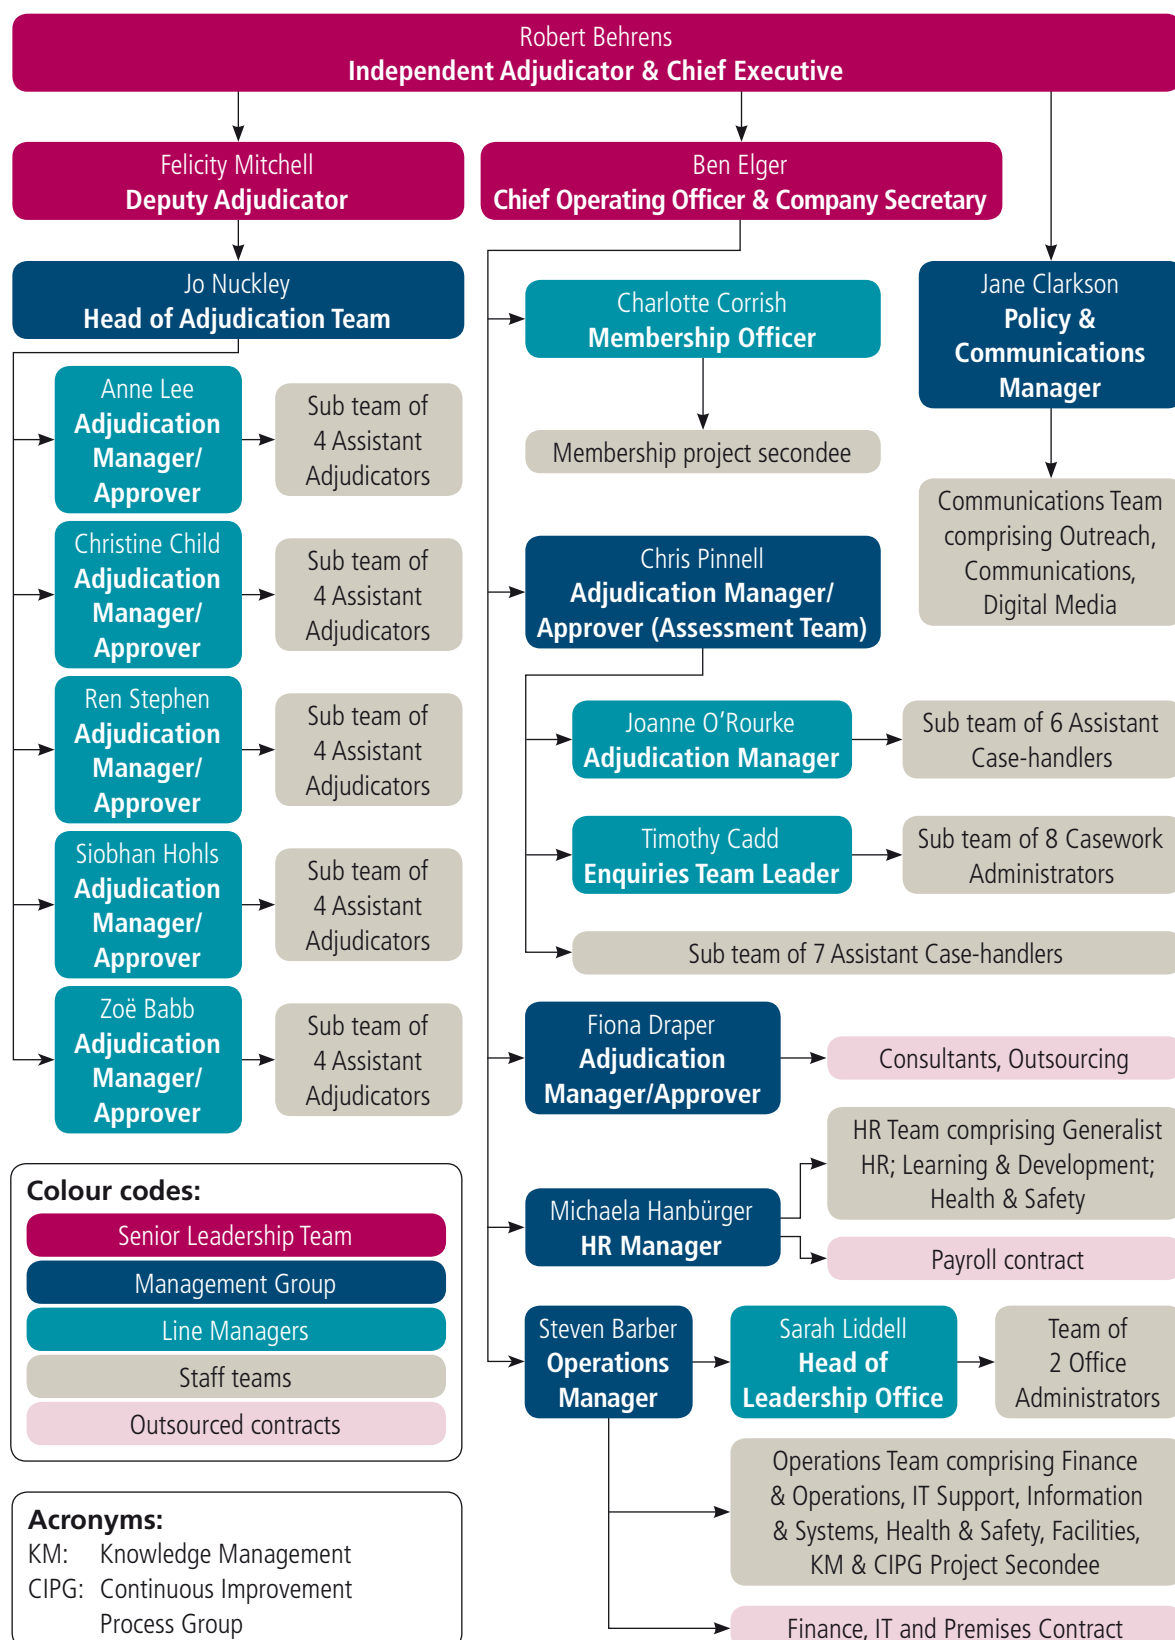 Robert Behrens
Independent Adjudicator & Chief Executive
Felicity Mitchell
Deputy Adjudicator
Ben Elger
Chief Operating Officer & Company Secretary
Jo Nuckley
Head of Adjudication Team
Anne Lee
Adjudication
Manager/
Approver
Sub team of
4 Assistant
Adjudicators
Christine Child
Adjudication
Manager/
Approver
Sub team of
4 Assistant
Adjudicators
Ren Stephen
Adjudication
Manager/
Approver
Sub team of
4 Assistant
Adjudicators
Siobhan Hohls
Adjudication
Manager/
Approver
Sub team of
4 Assistant
Adjudicators
Zoë Babb
Adjudication
Manager/
Approver
Sub team of
4 Assistant
Adjudicators
Charlotte Corrish
Membership Officer
Membership project secondee
Jane Clarkson
Policy &
Communications
Manager
Communications Team
comprising Outreach,
Communications,
Digital Media
Chris Pinnell
Adjudication Manager/
Approver (Assessment Team)
Joanne O’Rourke
Adjudication Manager
Sub team of 6 Assistant
Case-handlers
Timothy Cadd
Enquiries Team Leader
Sub team of 8 Casework
Administrators
Sub team of 7 Assistant Case-handlers
Fiona Draper
Adjudication
Manager/Approver
Consultants, Outsourcing
Michaela Hanbürger
HR Manager
HR Team comprising Generalist
HR; Learning & Development;
Health & Safety
Payroll contract
Steven Barber
Operations
Manager
Sarah Liddell
Head of
Leadership Office
Team of
2 Office
Administrators
Operations Team comprising Finance
& Operations, IT Support, Information
& Systems, Health & Safety, Facilities,
KM & CIPG Project Secondee
Finance, IT and Premises Contract
Colour codes:
Senior Leadership Team
Management Group
Line Managers
Staff teams
Outsourced contracts
Acronyms:
KM: Knowledge Management
CIPG: Continuous Improvement
Process Group